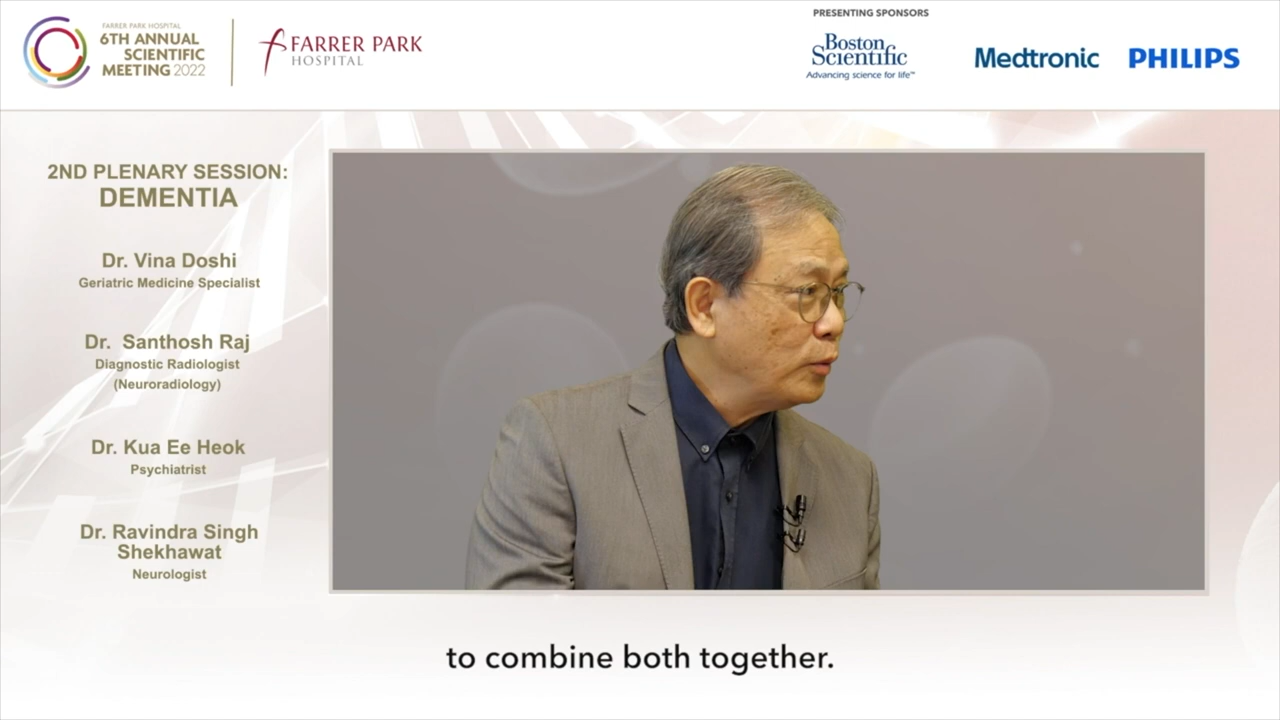 FARRER PARK HOSPITAL
6TH ANNUAL
SCIENTIFIC
MEETING 2022
FARRER PARK
HOSPITAL
PRESENTING SPONSORS
Boston
Scientific
Advancing science for life™
Medtronic
PHILIPS
2ND PLENARY SESSION:
DEMENTIA
Dr. Vina Doshi
Geriatric Medicine Specialist
Dr. Santhosh Raj
Diagnostic Radiologist
(Neuroradiology)
Dr. Kua Ee Heok
Psychiatrist
Dr. Ravindra Singh
Shekhawat
Neurologist
to combine both together.